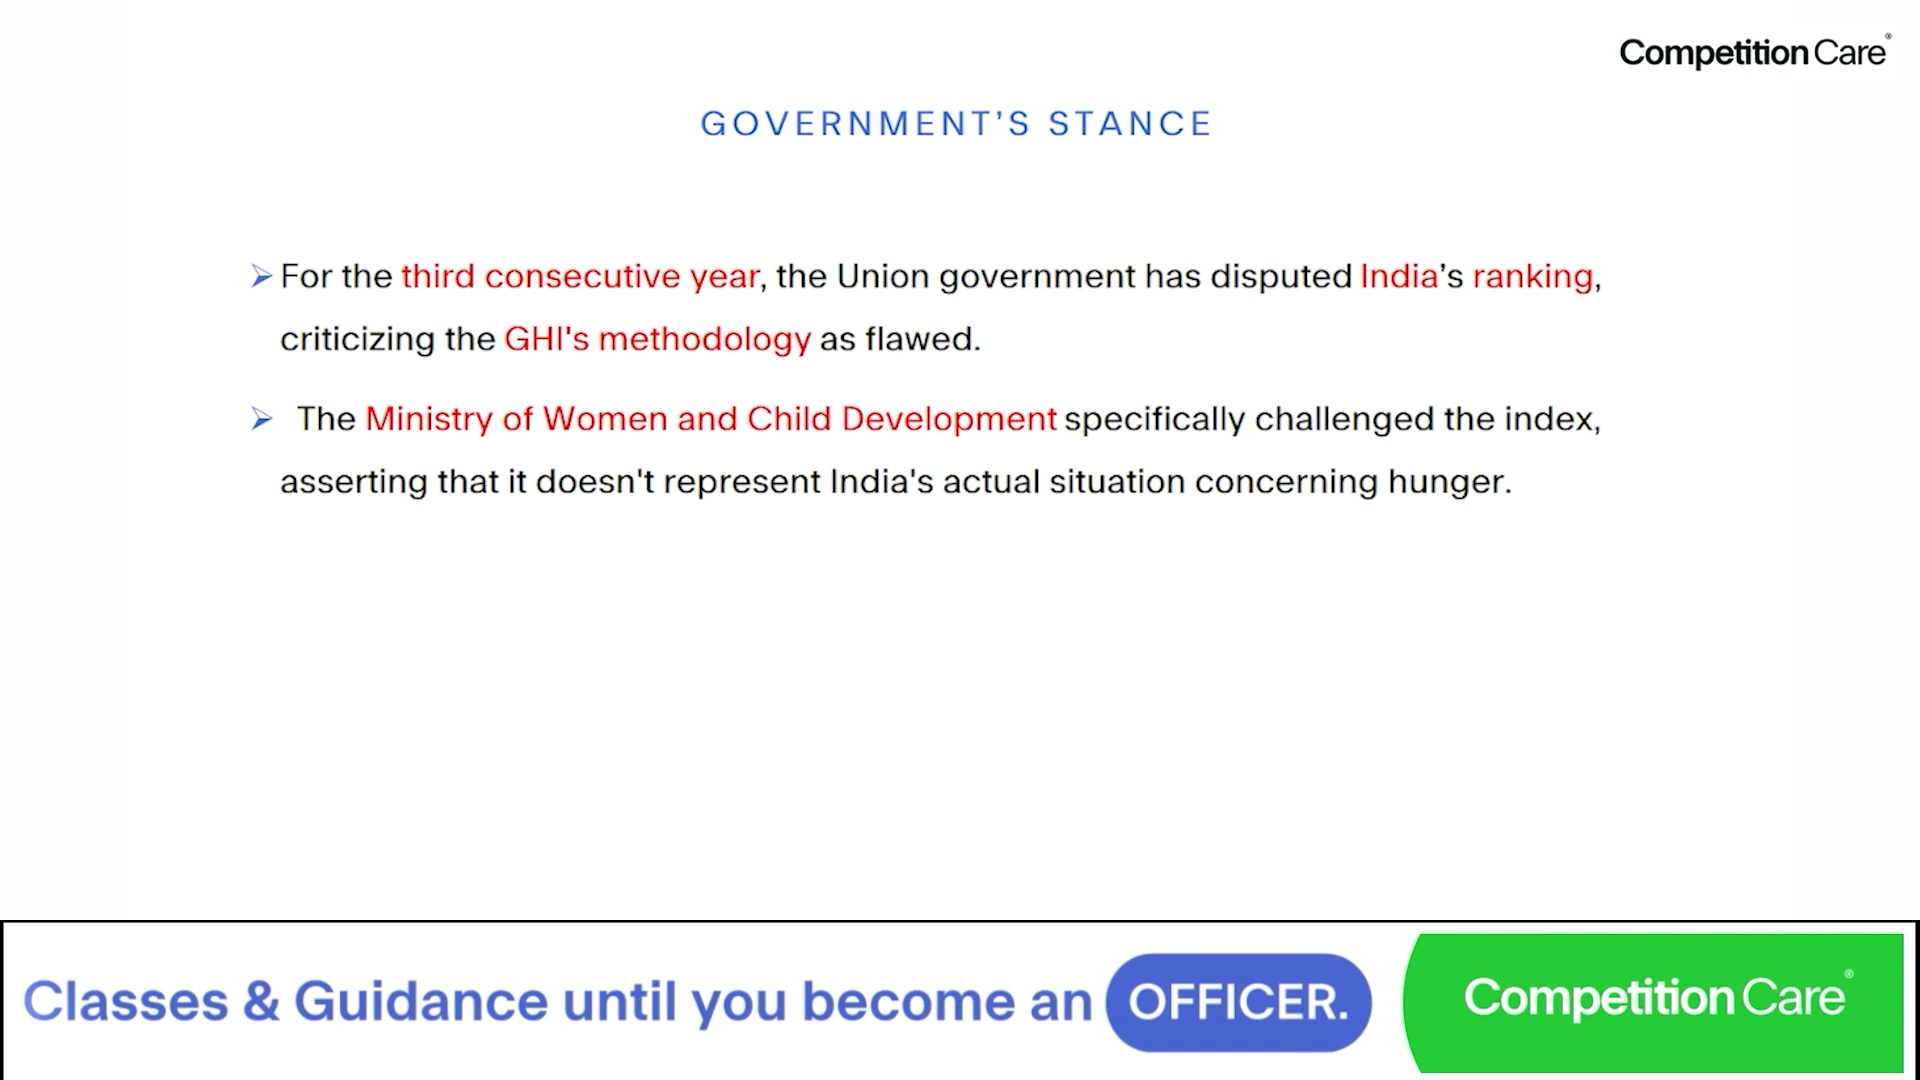 Competition Care®
GOVERNMENT’S STANCE
➢ For the third consecutive year, the Union government has disputed India’s ranking,
criticizing the GHI's methodology as flawed.
➢ The Ministry of Women and Child Development specifically challenged the index,
asserting that it doesn't represent India's actual situation concerning hunger.
Classes & Guidance until you become an OFFICER.
Competition Care®